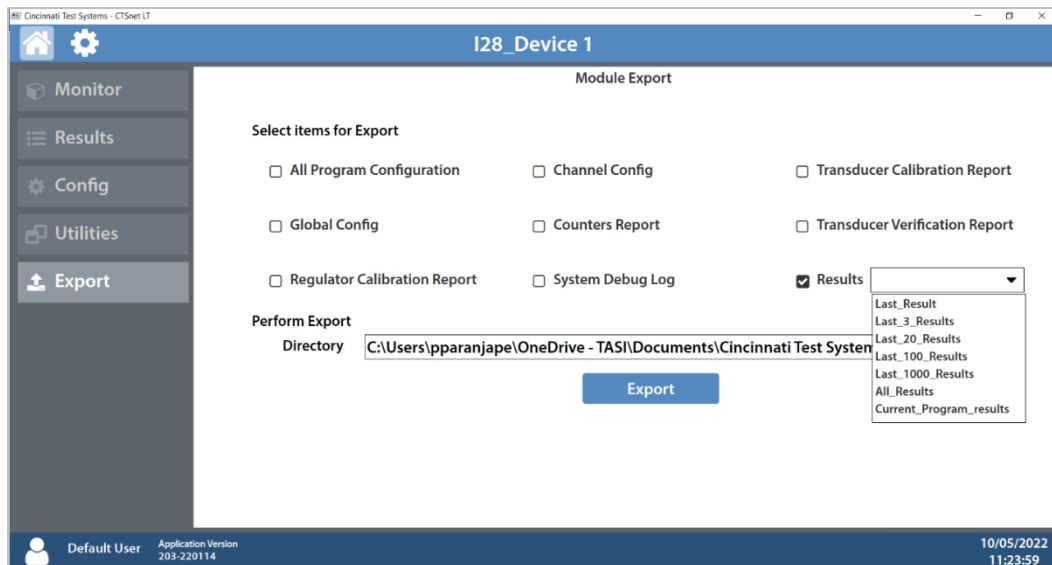 Cincinnati Test Systems - CTSnet LT
I28_Device 1
Monitor
Results
Config
Utilities
Export
Module Export
Select items for Export
All Program Configuration
Channel Config
Transducer Calibration Report
Global Config
Counters Report
Transducer Verification Report
Regulator Calibration Report
System Debug Log
Results
Last_Result
Last_3_Results
Last_20_Results
Last_100_Results
Last_1000_Results
All_Results
Current_Program_results
Perform Export
Directory
C:\Users\pparanjape\OneDrive - TASI\Documents\Cincinnati Test System
Export
Default User
Application Version
203-220114
10/05/2022
11:23:59